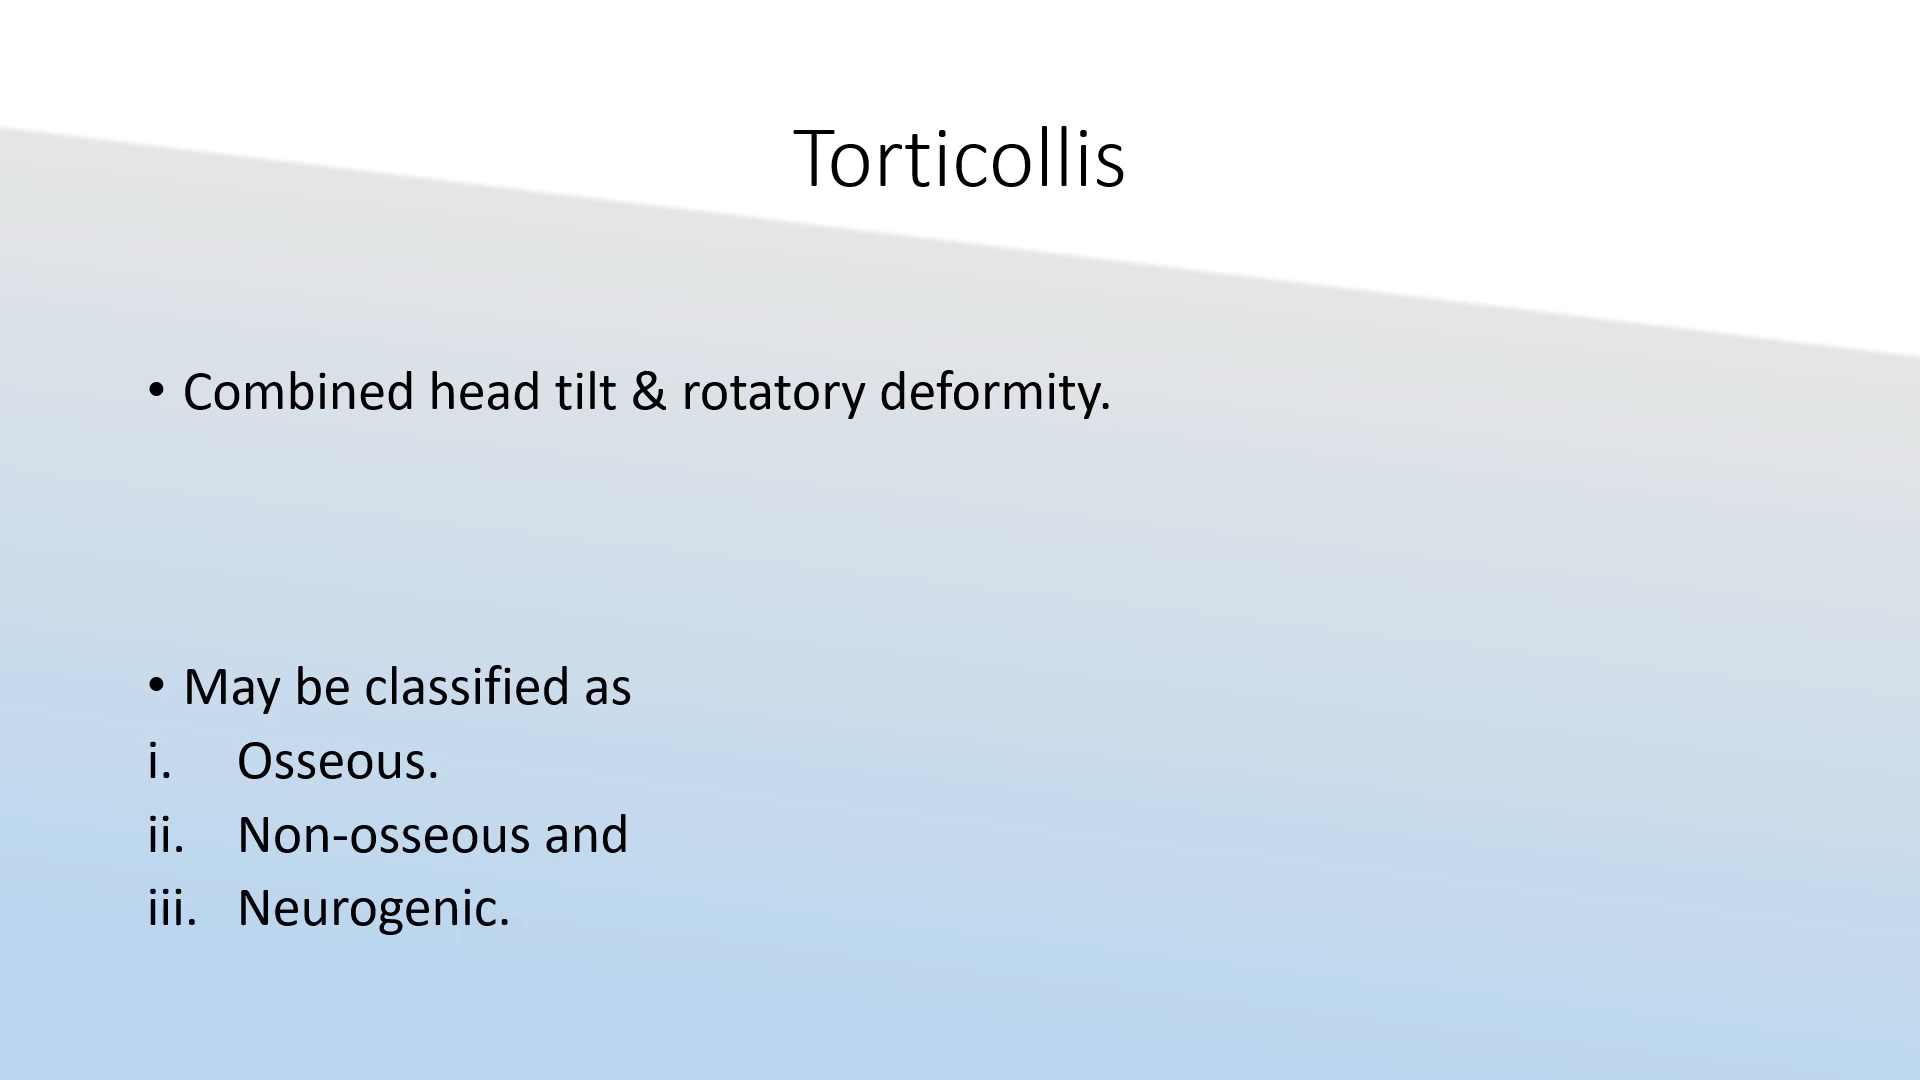 Torticollis
• Combined head tilt & rotatory deformity.
• May be classified as
i. Osseous.
ii. Non-osseous and
iii. Neurogenic.